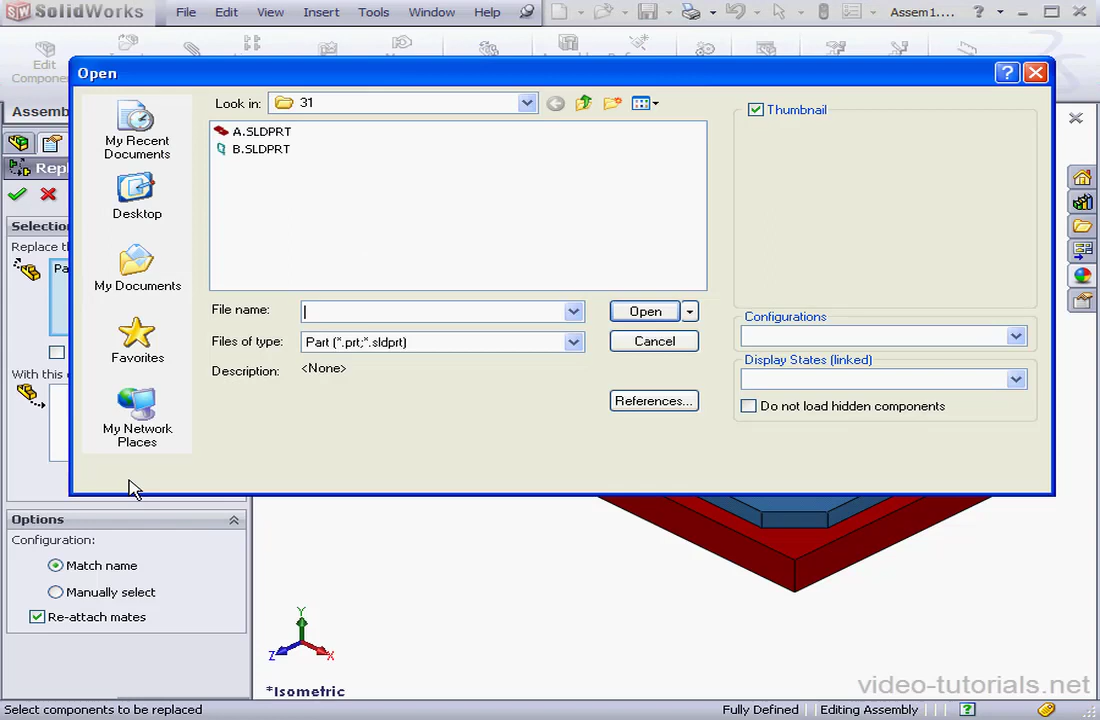 SolidWorks
File Edit View Insert Tools Window Help
Assem1....
Edit
Assemb
Open
Look in: 31
Thumbnail
My Recent
Documents
A.SLDPRT
B.SLDPRT
Desktop
My Documents
Favorites
My Network
Places
File name:
Open
Files of type: Part (*.prt;*.sldprt)
Cancel
Description: <None>
References...
Configurations
Display States (linked)
Do not load hidden components
Repl
Selection
Replace th
Pa
With this c
Options
Configuration:
Match name
Manually select
Re-attach mates
Y
Z
X
*Isometric
video-tutorials.net
Select components to be replaced
Fully Defined
Editing Assembly